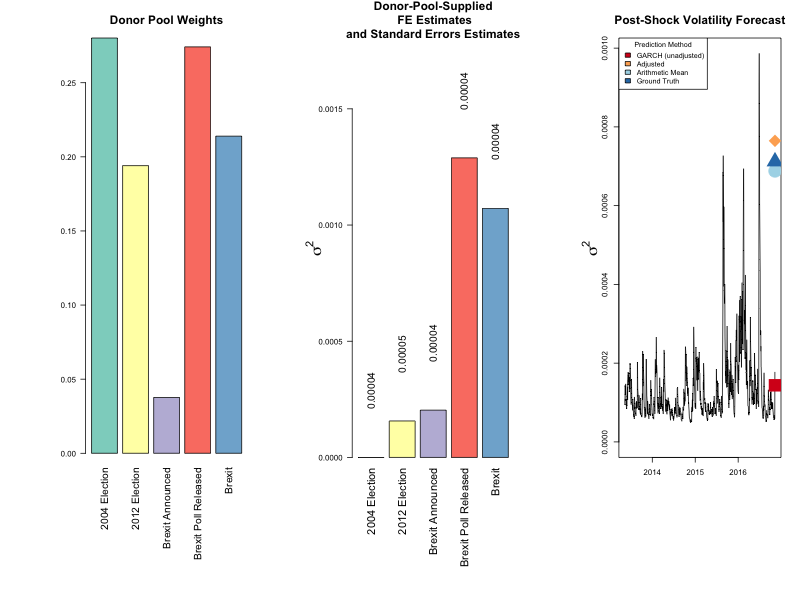 Donor Pool Weights
0.25
0.20
0.15
0.10
0.05
0.00
2004 Election
2012 Election
Brexit Announced
Brexit Poll Released
Brexit
Donor-Pool-Supplied
FE Estimates
and Standard Errors Estimates
σ2
0.0015
0.0010
0.0005
0.0000
0.00004
0.00005
0.00004
0.00004
0.00004
2004 Election
2012 Election
Brexit Announced
Brexit Poll Released
Brexit
Post-Shock Volatility Forecast
σ2
0.0010
0.0008
0.0006
0.0004
0.0002
0.0000
Prediction Method
GARCH (unadjusted)
Adjusted
Arithmetic Mean
Ground Truth
2014
2015
2016